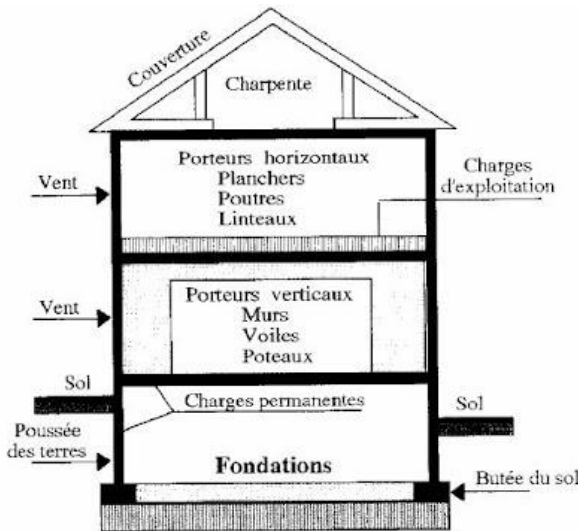 Couverture
Charpente
Porteurs horizontaux
Planchers
Poutres
Linteaux
Charges
d'exploitation
Vent
Vent
Porteurs verticaux
Murs
Voiles
Poteaux
Sol
Charges permanentes
Sol
Poussée
des terres
Fondations
Butée du sol